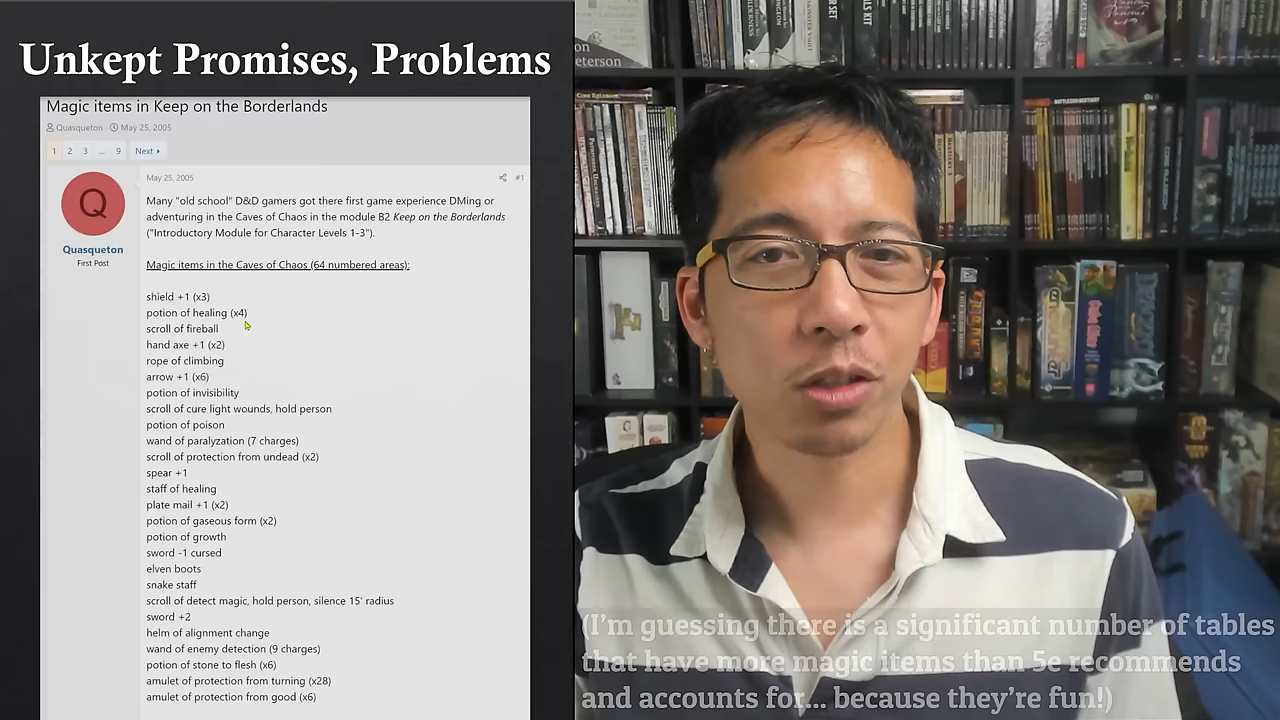 Unkept Promises, Problems
Magic items in Keep on the Borderlands
Quasqueton · May 25, 2005
1 2 3 ... 9 Next
May 25, 2005 #1
Q
Quasqueton
First Post
Many "old school" D&D gamers got there first game experience DMing or
adventuring in the Caves of Chaos in the module B2 Keep on the Borderlands
("Introductory Module for Character Levels 1-3").
Magic items in the Caves of Chaos (64 numbered areas):
shield +1 (x3)
potion of healing (x4)
scroll of fireball
hand axe +1 (x2)
rope of climbing
arrow +1 (x6)
potion of invisibility
scroll of cure light wounds, hold person
potion of poison
wand of paralyzation (7 charges)
scroll of protection from undead (x2)
spear +1
staff of healing
plate mail +1 (x2)
potion of gaseous form (x2)
potion of growth
sword -1 cursed
elven boots
snake staff
scroll of detect magic, hold person, silence 15' radius
sword +2
helm of alignment change
wand of enemy detection (9 charges)
potion of stone to flesh (x6)
amulet of protection from turning (x28)
amulet of protection from good (x6)
(I'm guessing there is a significant number of tables
that have more magic items than 5e recommends
and accounts for... because they're fun!)